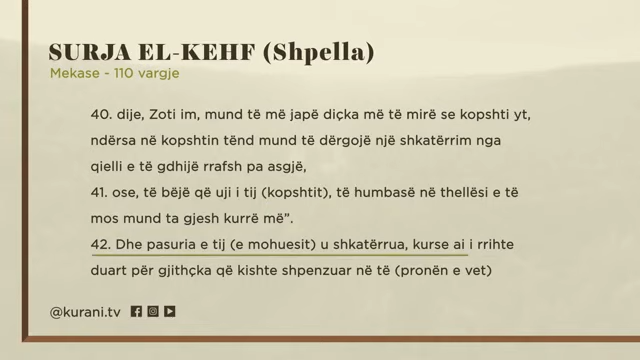 SURJA EL-KEHF (Shpella)
Mekase - 110 vargje
40. dije, Zoti im, mund të më japë diçka më të mirë se kopshti yt,
ndërsa në kopshtin tënd mund të dërgojë një shkatërrim nga
qielli e të gdhijë rrafsh pa asgjë,
41. ose, të bëjë që uji i tij (kopshtit), të humbasë në thellësi e të
mos mund ta gjesh kurrë më”.
42. Dhe pasuria e tij (e mohuesit) u shkatërrua, kurse ai i rrihte
duart për gjithçka që kishte shpenzuar në të (pronën e vet)
@kurani.tv